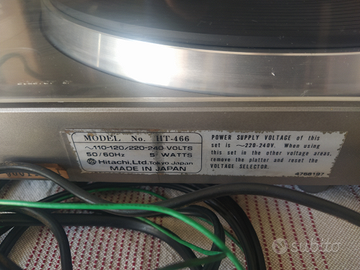 MODEL No. HT-466
~110-120/220-240-VOLTS
50/60Hz 5 WATTS
Hitachi, Ltd. Tokyo Japan
MADE IN JAPAN
POWER SUPPLY VOLTAGE of this
set is ~220-240V. When using
this set in the other voltage areas,
remove the platter and reset the
VOLTAGE SELECTOR.
subito